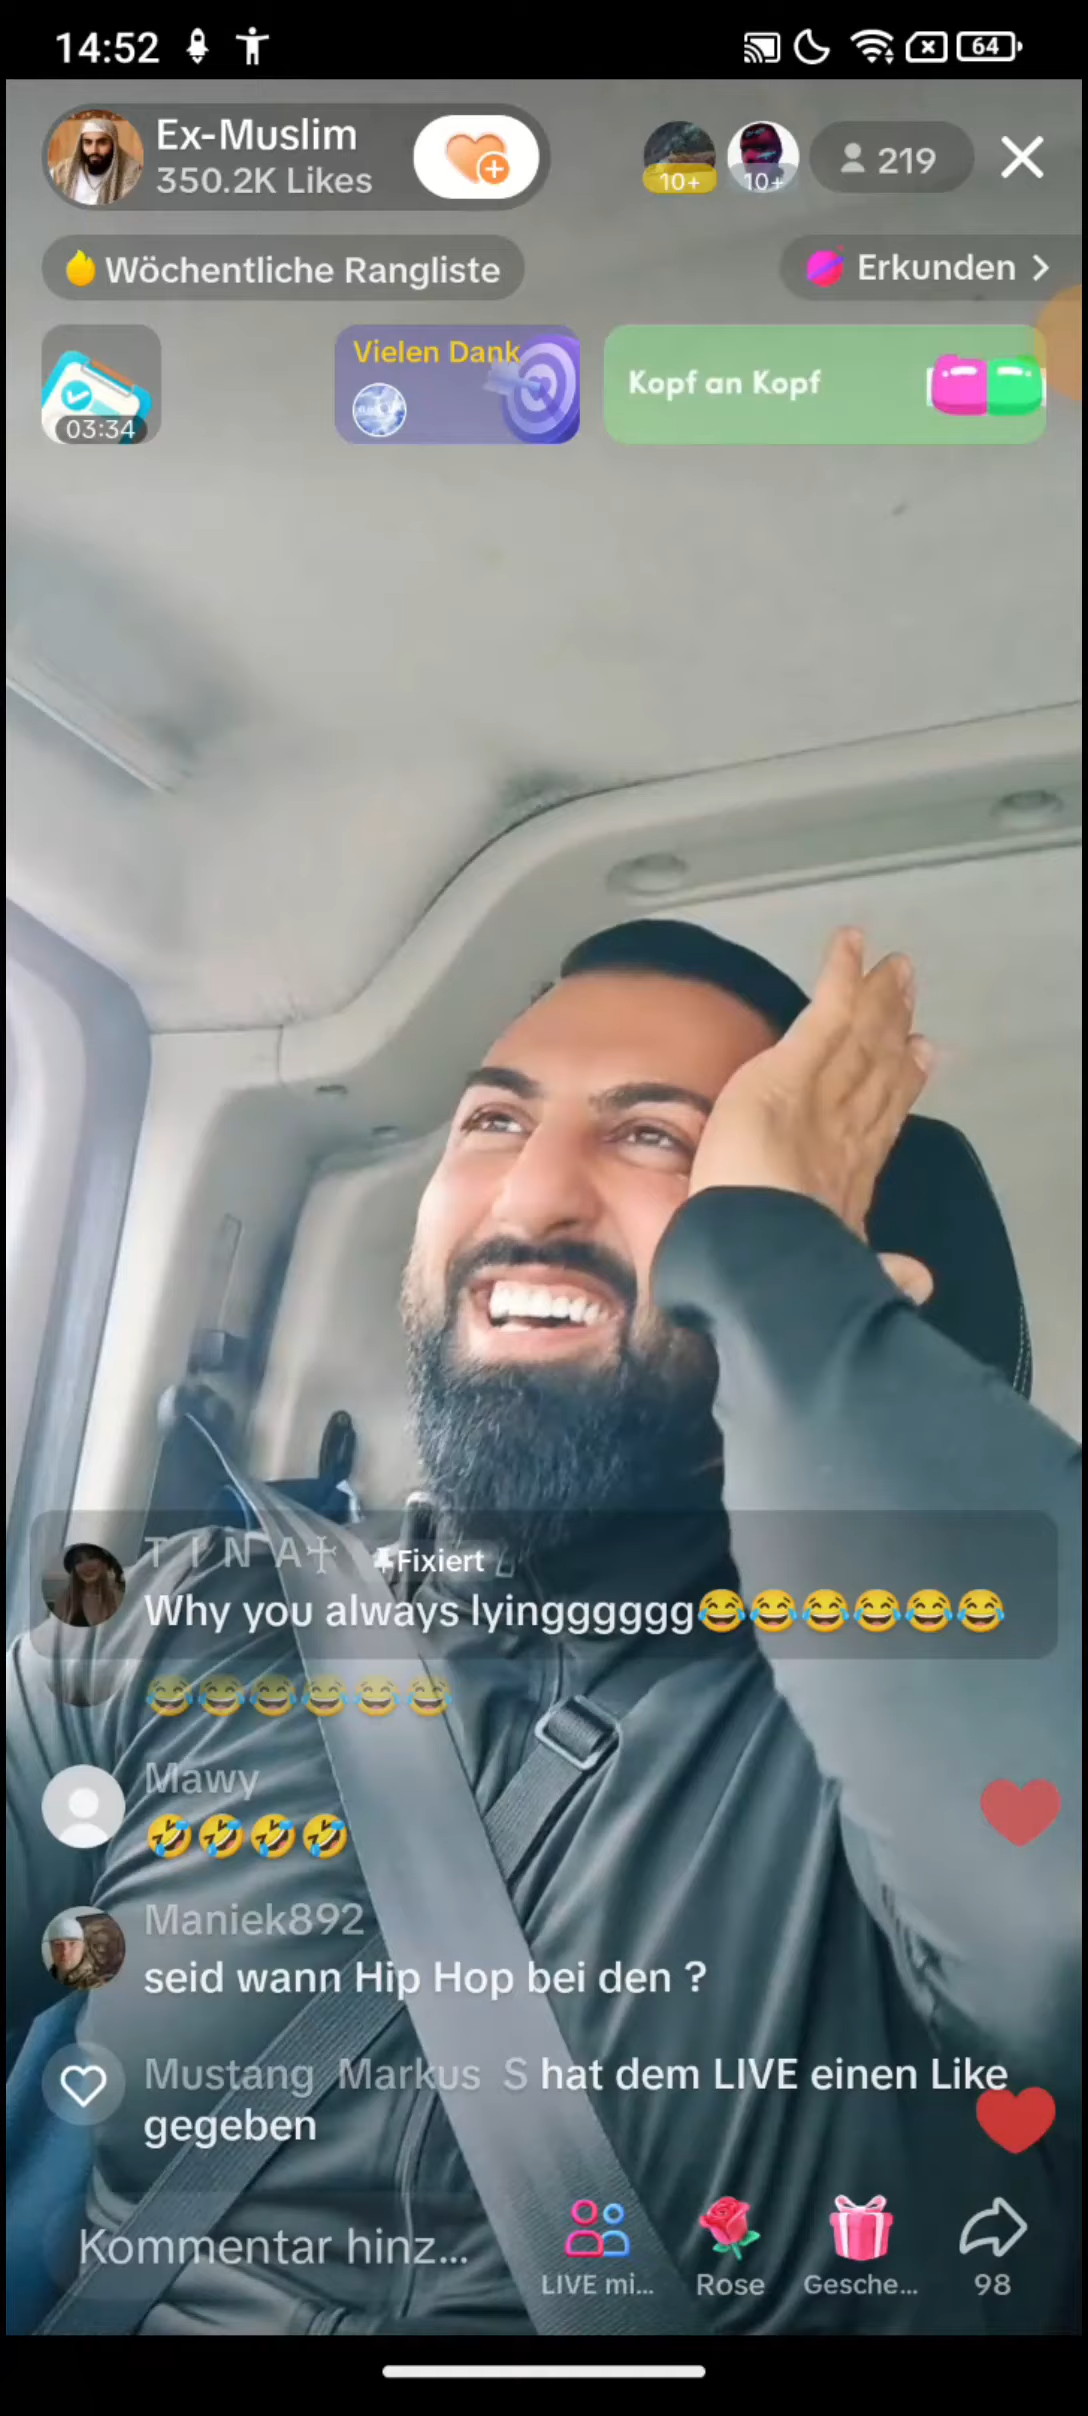 14:52
64
Ex-Muslim
350.2K Likes
10+
10+
219
Wöchentliche Rangliste
Erkunden >
03:34
Vielen Dank
Kopf an Kopf
T I N A☥ Fixiert
Why you always lyingggggg😂😂😂😂😂😂
😂😂😂😂😂😂
Mawy
🤣🤣🤣🤣
Maniek892
seid wann Hip Hop bei den ?
Mustang Markus S hat dem LIVE einen Like
gegeben
Kommentar hinz...
LIVE mi...
Rose
Gesche...
98